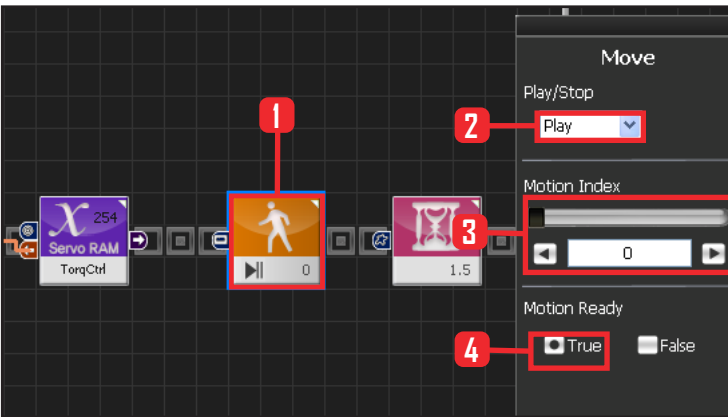 Move
Play/Stop
1
2
Play
Motion Index
254
3
Servo RAM
0
TorqCtrl
0
1.5
Motion Ready
4
True
False